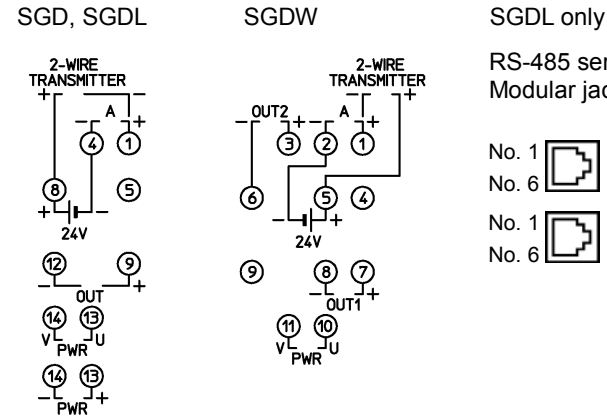 SGD, SGDL
2-WIRE
TRANSMITTER
+ −
− A +
4 1
8 5
+ −
24V
12 9
− OUT +
14 13
V PWR U
14 13
− PWR +
SGDW
2-WIRE
TRANSMITTER
− +
OUT2 A
− + − +
3 2 1
6 5 4
− +
24V
9 8 7
− OUT1 +
11 10
V PWR U
SGDL only
RS-485
Modular
No. 1
No. 6
No. 1
No. 6